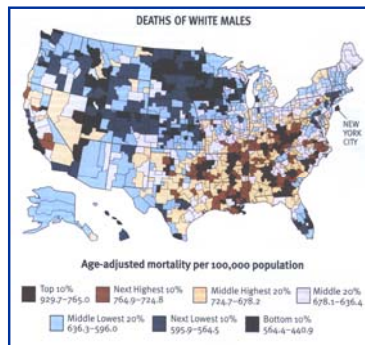 DEATHS OF WHITE MALES
NEW
YORK
CITY
Age-adjusted mortality per 100,000 population
Top 10%
929.7–765.0
Next Highest 10%
764.9–724.8
Middle Highest 20%
724.7–678.2
Middle 20%
678.1–636.4
Middle Lowest 20%
636.3–596.0
Next Lowest 10%
595.9–564.5
Bottom 10%
564.4–440.9